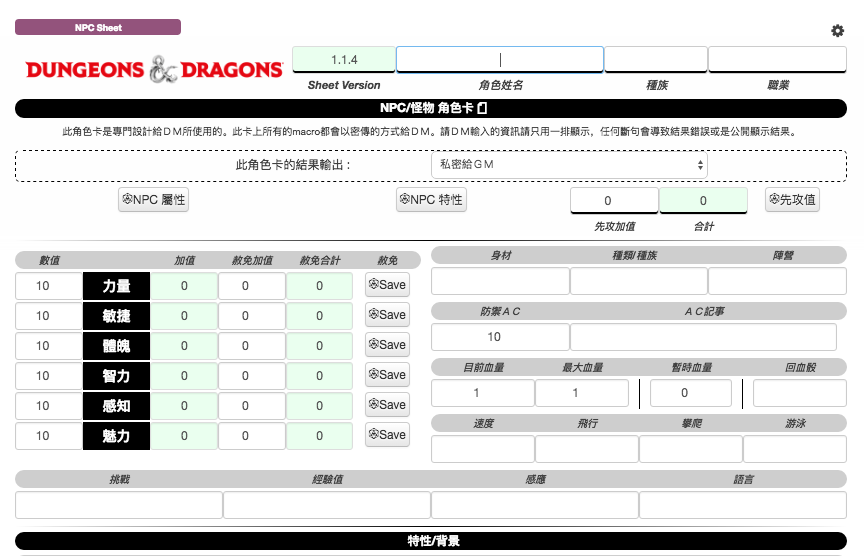 NPC Sheet
DUNGEONS & DRAGONS
1.1.4
Sheet Version 角色姓名 種族 職業
NPC/怪物 角色卡
此角色卡是專門設計給ＤＭ所使用的。此卡上所有的macro都會以密傳的方式給ＤＭ。請ＤＭ輸入的資訊請只用一排顯示，任何斷句會導致結果錯誤或是公開顯示結果。
此角色卡的結果輸出： 私密給ＧＭ
NPC 屬性 NPC 特性 0 0 先攻值
先攻加值 合計
數值 加值 赦免加值 赦免合計 赦免
10 力量 0 0 0 Save
10 敏捷 0 0 0 Save
10 體魄 0 0 0 Save
10 智力 0 0 0 Save
10 感知 0 0 0 Save
10 魅力 0 0 0 Save
身材 種類/種族 陣營
防禦ＡＣ ＡＣ記事
10
目前血量 最大血量 暫時血量 回血骰
1 1 0
速度 飛行 攀爬 游泳
挑戰 經驗值 感應 語言
特性/背景